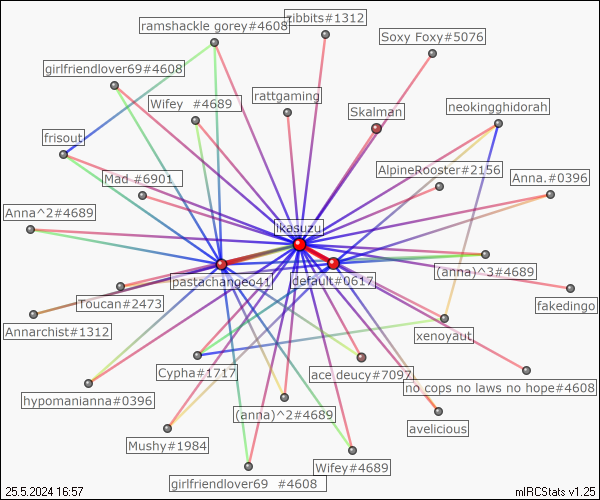 ribbits#1312
ramshackle gorey#4608
Soxy Foxy#5076
girlfriendlover69#4608
rattgaming
Wifey  #4689
neokingghidorah
Skalman
frisout
AlpineRooster#2156
Mad #6901
Anna.#0396
Anna^2#4689
ikasuzu
(anna)^3#4689
pastachangeo41
default#0617
Toucan#2473
fakedingo
Annarchist#1312
xenoyaut
Cypha#1717
ace deucy#7097
no cops no laws no hope#4608
hypomanianna#0396
(anna)^2#4689
avelicious
Mushy#1984
Wifey#4689
girlfriendlover69  #4608
25.5.2024 16:57
mIRCStats v1.25